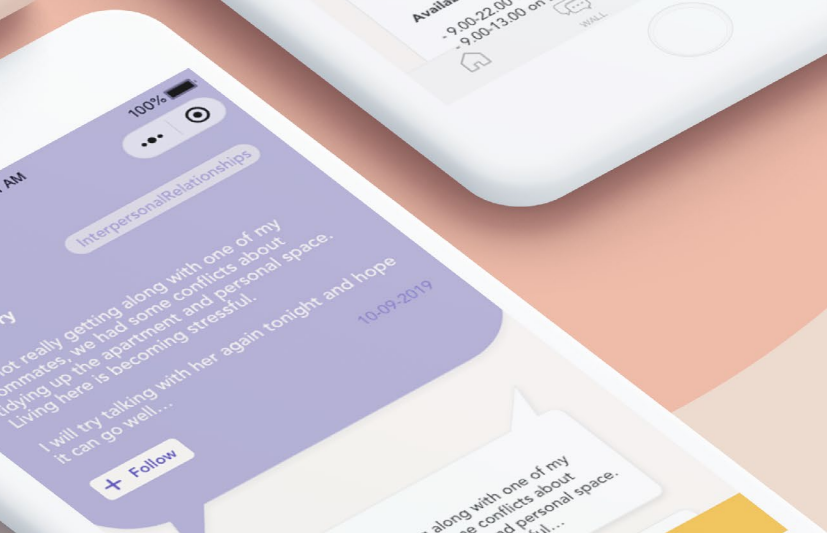 Availa
- 9.00-22.00
- 9.00-13.00 on
WALL
100%
AM
InterpersonalRelationships
ry
not really getting along with one of my
ommates, we had some conflicts about
tidying up the apartment and personal space.
Living here is becoming stressful.
I will try talking with her again tonight and hope
it can go well...
10-09-2019
+ Follow
along with one of my
me conflicts about
nd personal space.
ful...